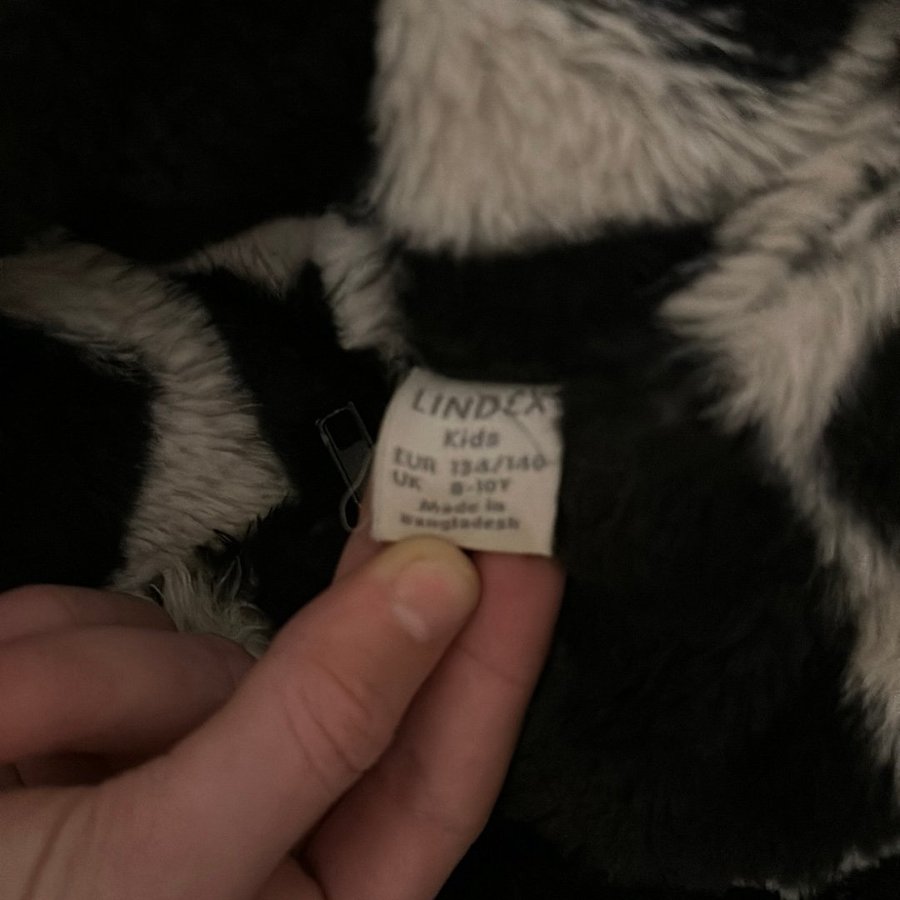 LINDEX
Kids
EUR 134/140
UK 8-10Y
Made in
Bangladesh